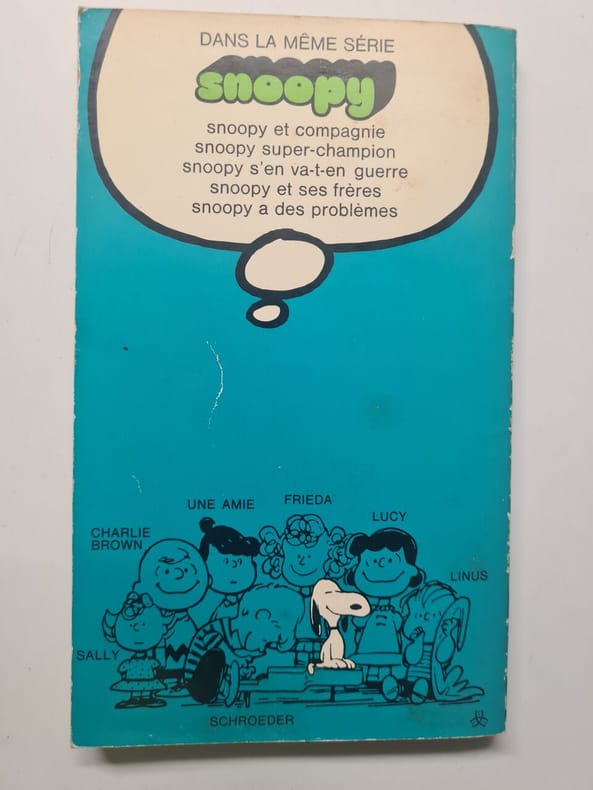 DANS LA MÊME SÉRIE
snoopy
snoopy et compagnie
snoopy super-champion
snoopy s'en va-t-en guerre
snoopy et ses frères
snoopy a des problèmes
UNE AMIE
FRIEDA
LUCY
CHARLIE
BROWN
LINUS
SALLY
SCHROEDER